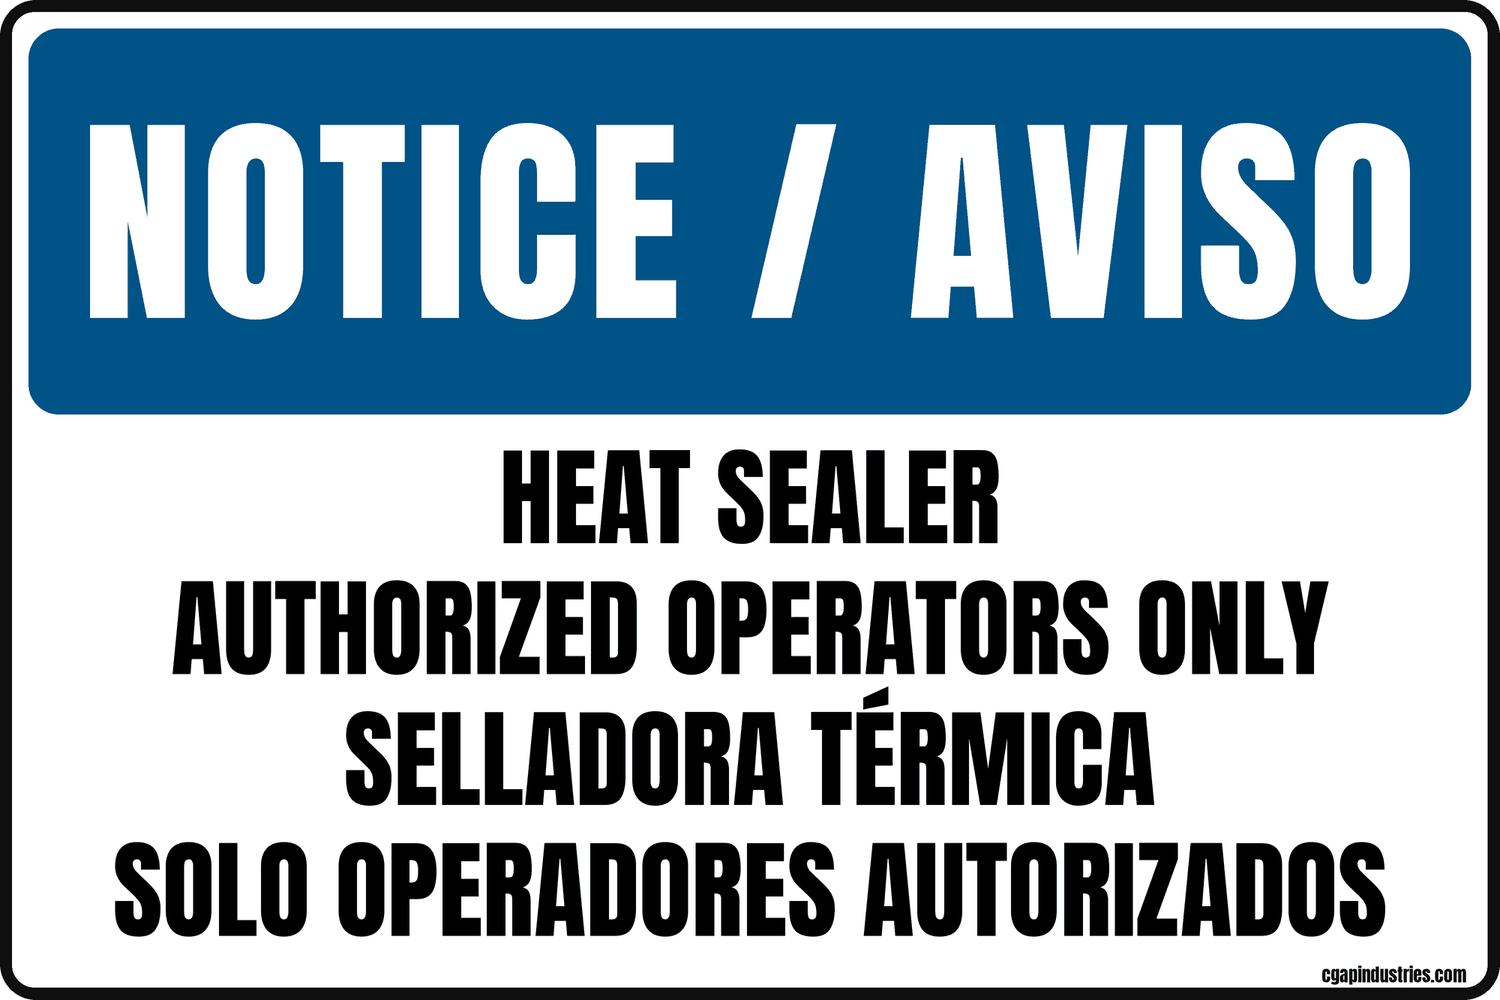 NOTICE / AVISO
HEAT SEALER
AUTHORIZED OPERATORS ONLY
SELLADORA TÉRMICA
SOLO OPERADORES AUTORIZADOS
cgapindustries.com